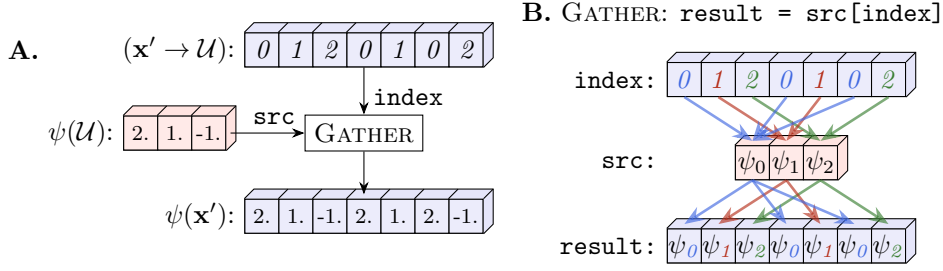 A.
(x′ → 𝒰): 0 1 2 0 1 0 2
index
ψ(𝒰): 2. 1. -1.
src
GATHER
ψ(x′): 2. 1. -1. 2. 1. 2. -1.
B. GATHER: result = src[index]
index: 0 1 2 0 1 0 2
src: ψ₀ ψ₁ ψ₂
result: ψ₀ ψ₁ ψ₂ ψ₀ ψ₁ ψ₀ ψ₂